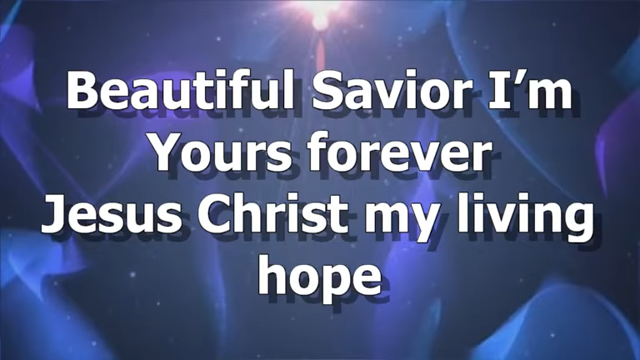 Beautiful Savior I’m
Yours forever
Jesus Christ my living
hope